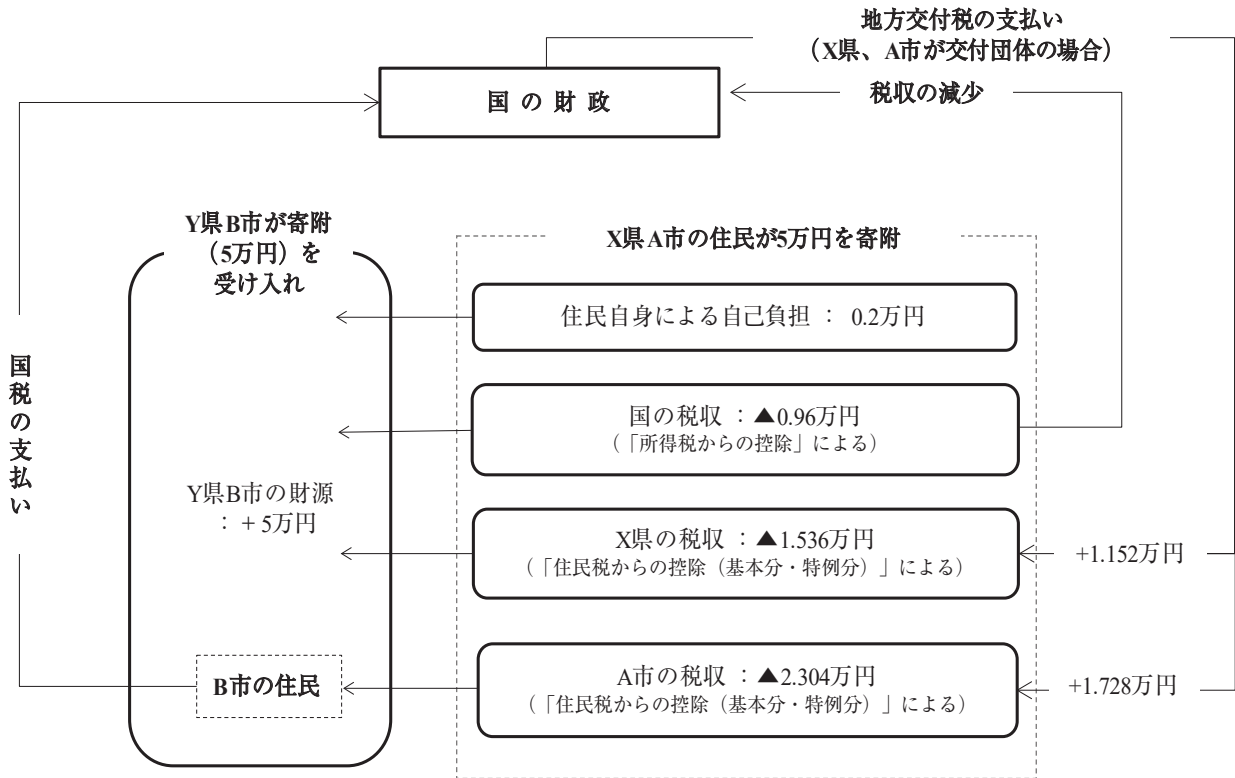 地方交付税の支払い
（X県、A市が交付団体の場合）
税収の減少
国の財政
Y県B市が寄附
（5万円）を
受け入れ
X県A市の住民が5万円を寄附
住民自身による自己負担 ： 0.2万円
国の税収 ：▲0.96万円
（「所得税からの控除」による）
国税の支払い
Y県B市の財源
：＋5万円
X県の税収 ：▲1.536万円
（「住民税からの控除（基本分・特例分）」による）
+1.152万円
B市の住民
A市の税収 ：▲2.304万円
（「住民税からの控除（基本分・特例分）」による）
+1.728万円